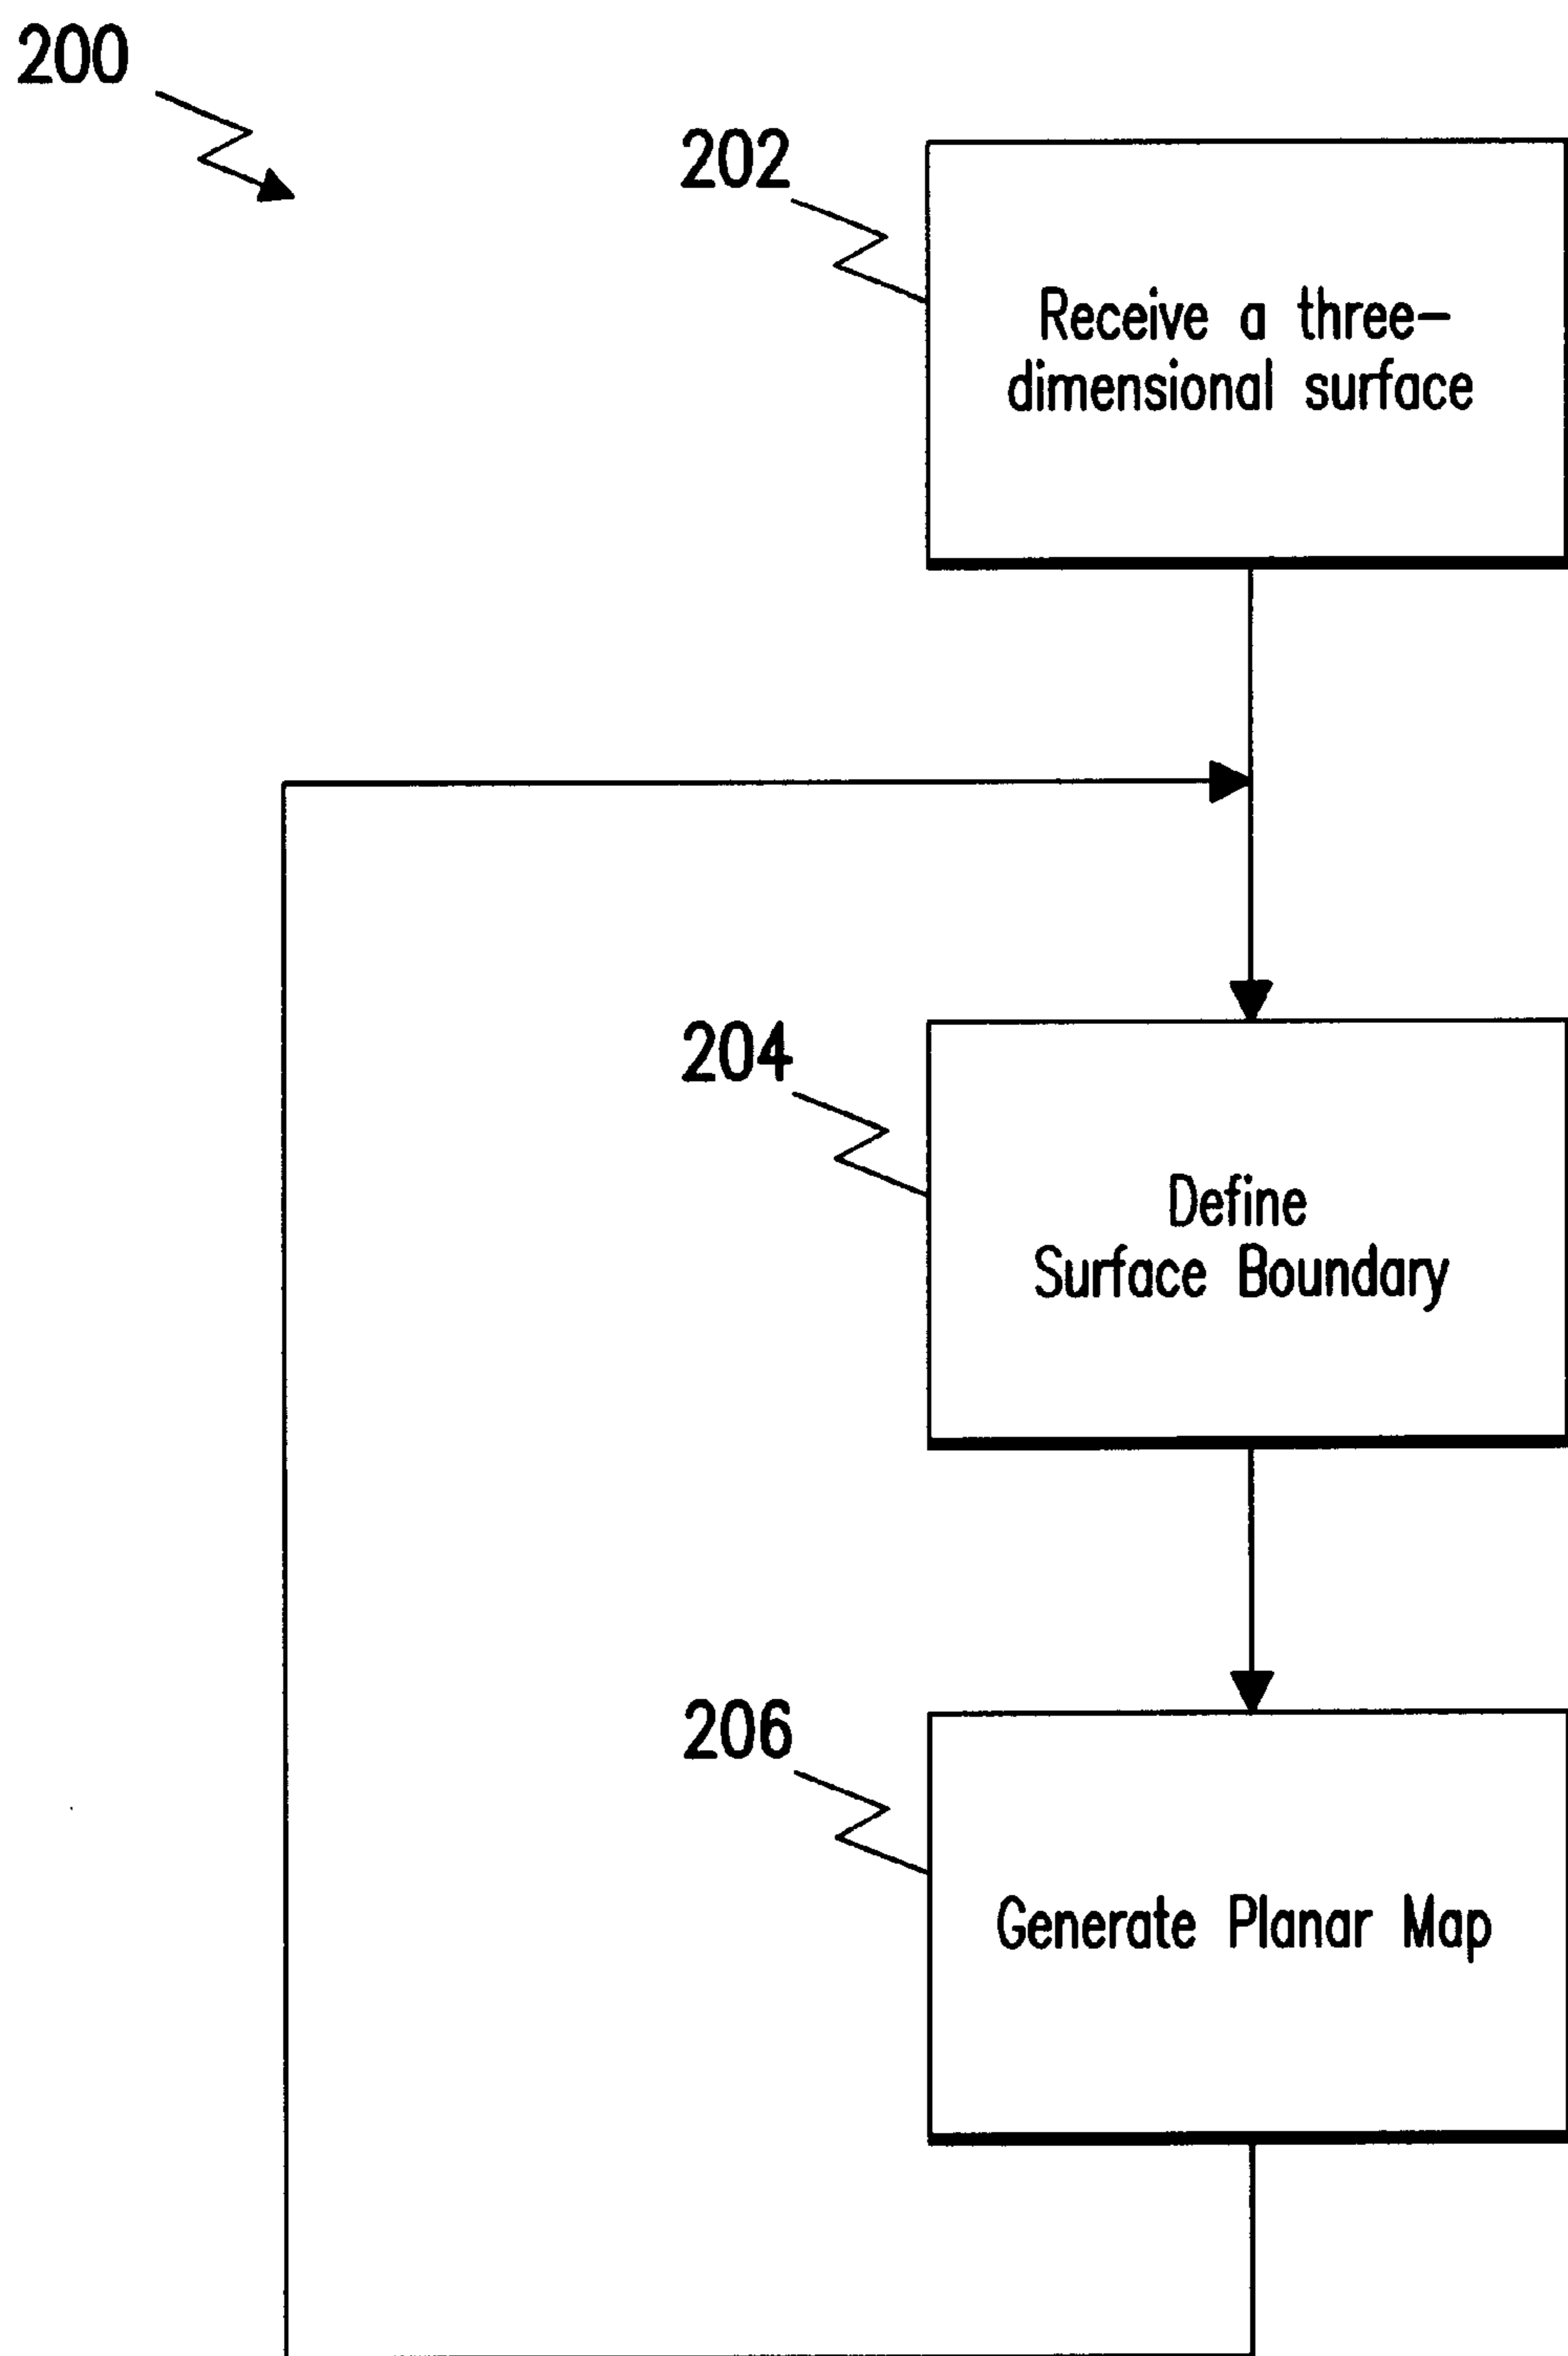 200
202
Receive a three-
dimensional surface
204
Define
Surface Boundary
206
Generate Planar Map